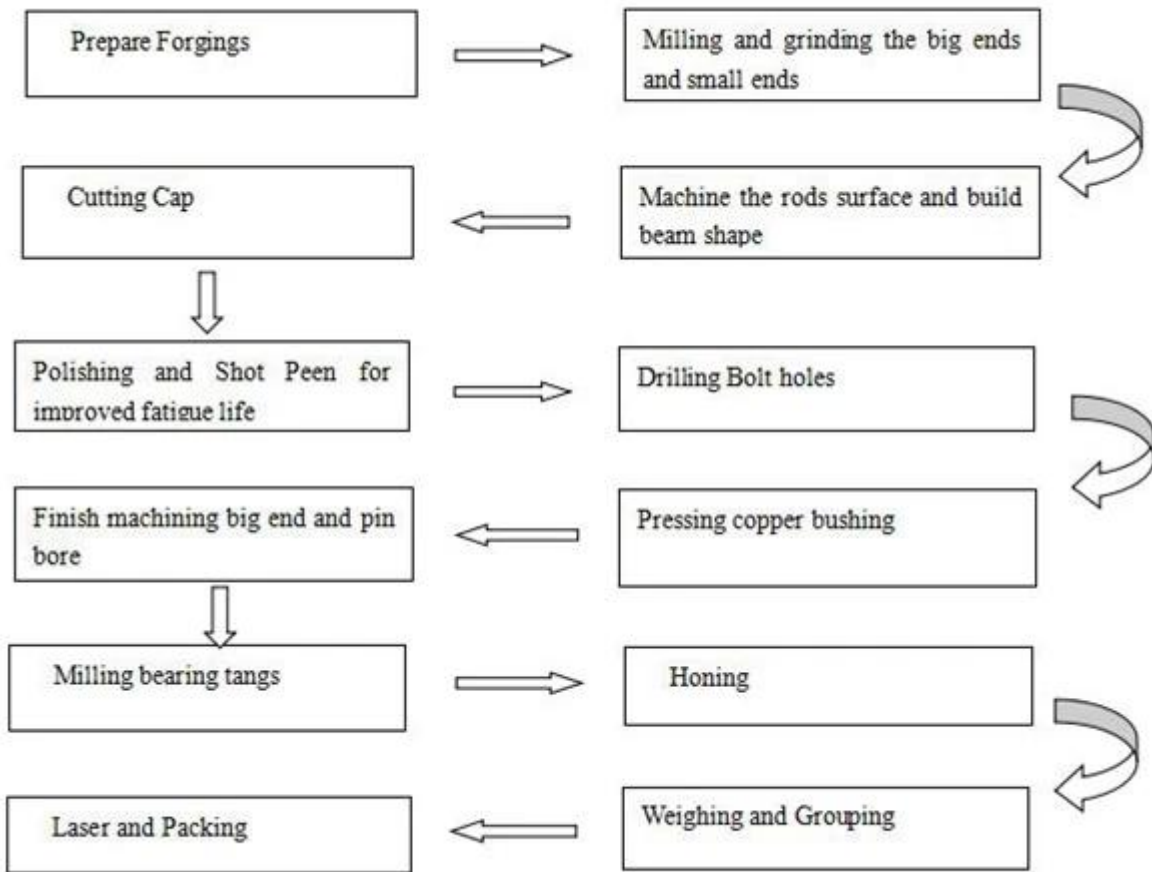 Prepare Forgings
Milling and grinding the big ends
and small ends
Machine the rods surface and build
beam shape
Cutting Cap
Polishing and Shot Peen for
improved fatigue life
Drilling Bolt holes
Pressing copper bushing
Finish machining big end and pin
bore
Milling bearing tangs
Honing
Weighing and Grouping
Laser and Packing